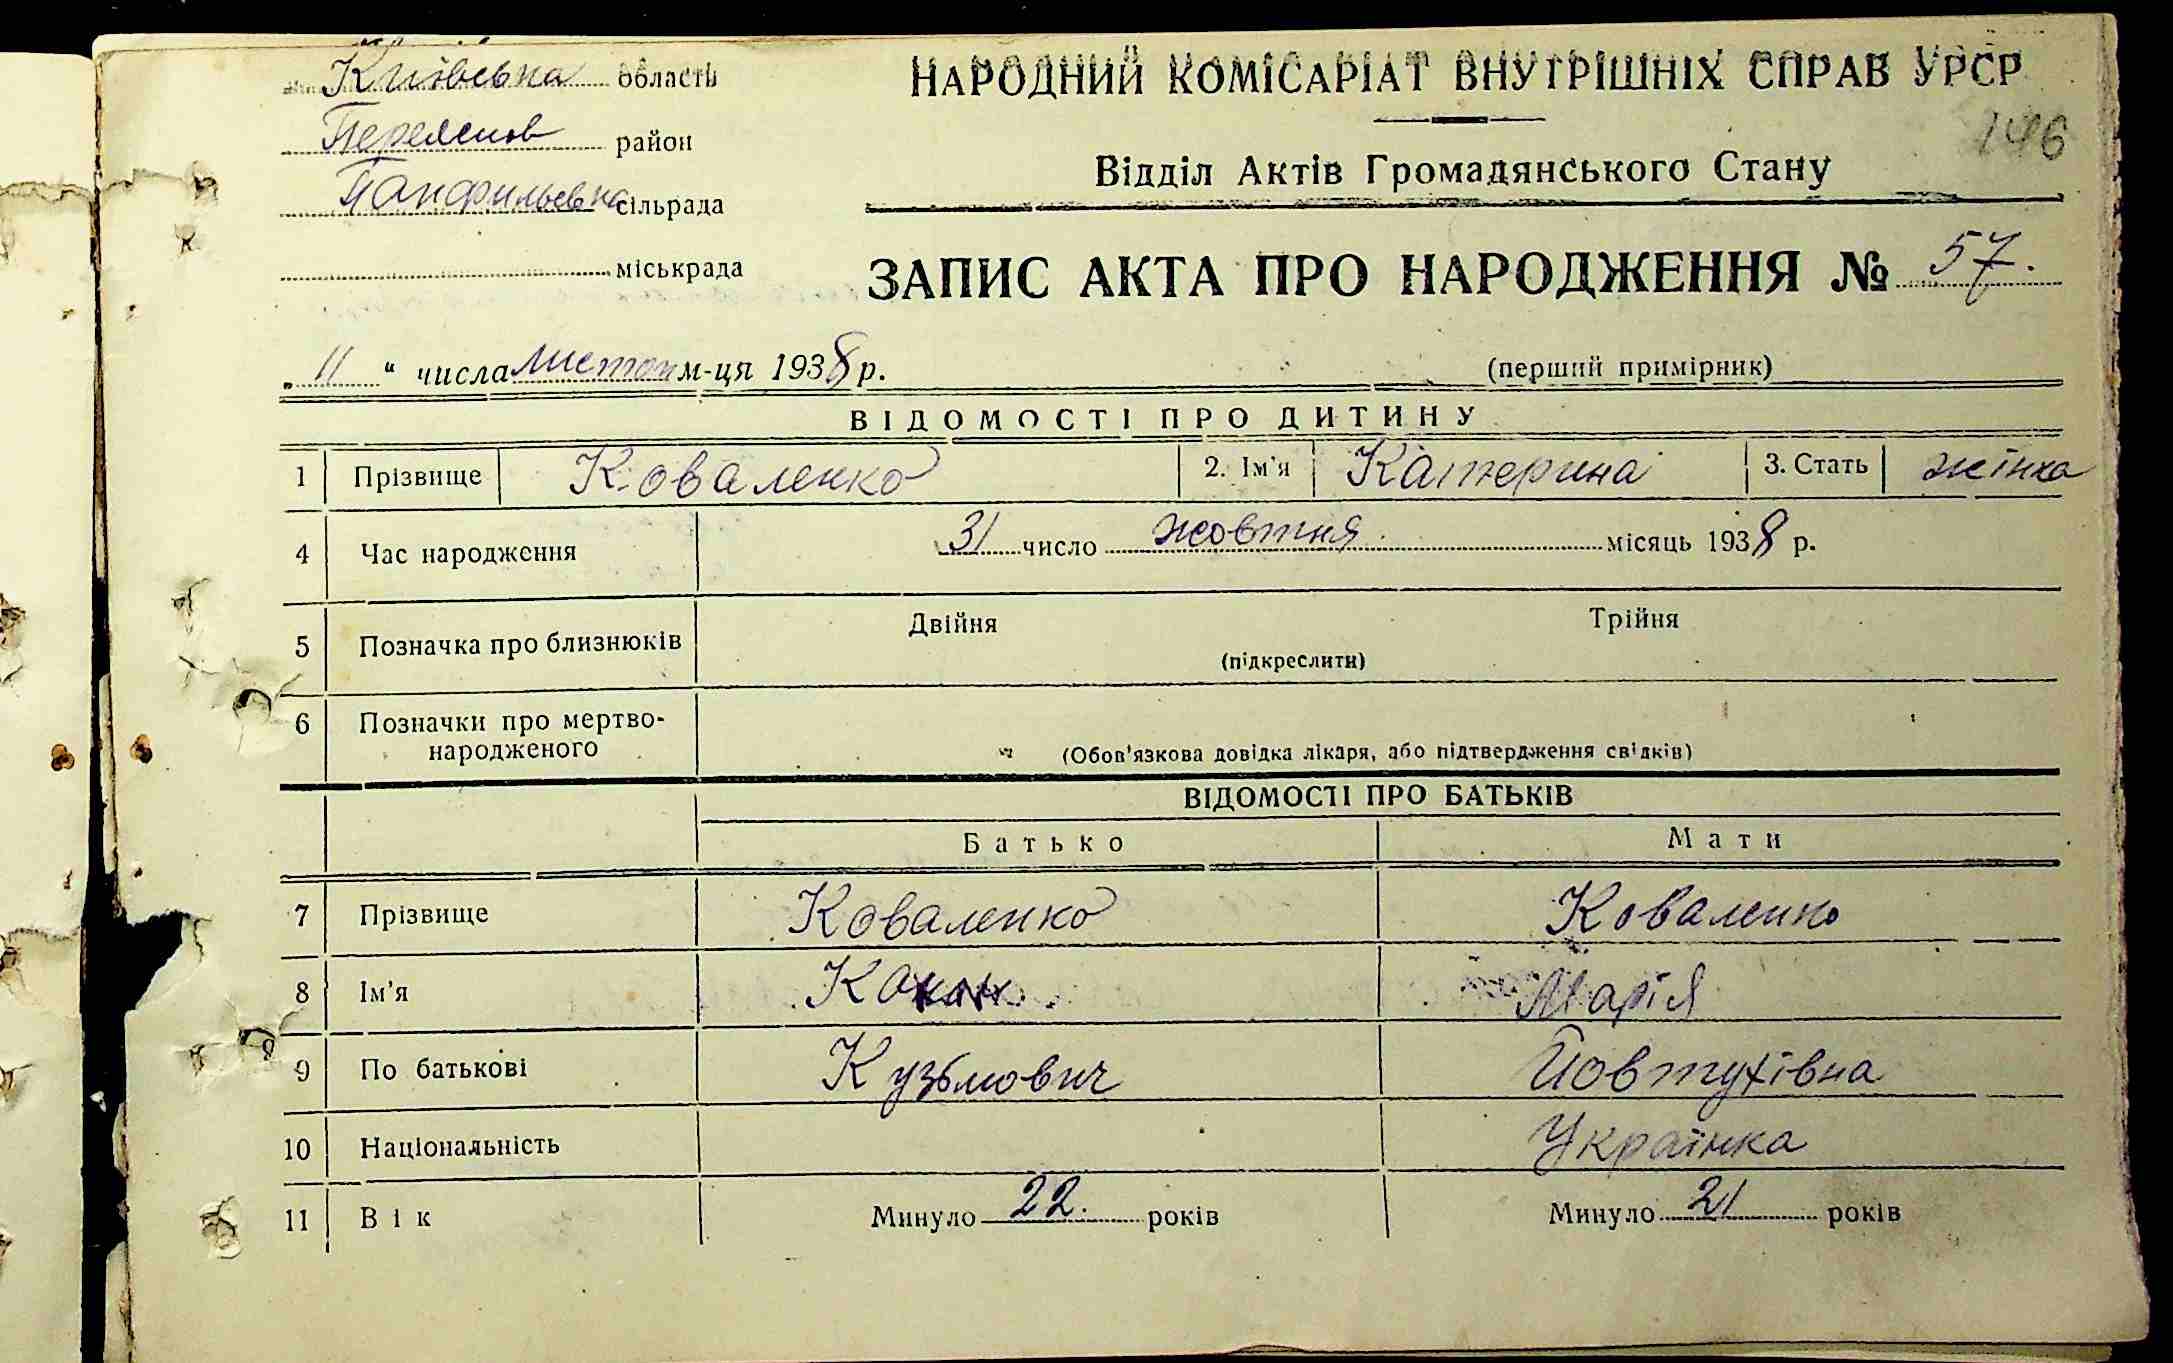 Київська область
район
сільрада
міськрада
НАРОДНИЙ КОМІСАРІАТ ВНУТРІШНІХ СПРАВ УРСР
146
Відділ Актів Громадянського Стану
ЗАПИС АКТА ПРО НАРОДЖЕННЯ № 57.
„ 11 “ числа листоп м-ця 1938 р.
(перший примірник)
ВІДОМОСТІ ПРО ДИТИНУ
1 Прізвище Коваленко 2. Ім'я Катерина 3. Стать жінка
4 Час народження 31 число жовтня місяць 1938 р.
5 Позначка про близнюків Двійня Трійня
(підкреслити)
6 Позначки про мертво-
народженого
(Обов'язкова довідка лікаря, або підтвердження свідків)
ВІДОМОСТІ ПРО БАТЬКІВ
Батько Мати
7 Прізвище Коваленко Коваленко
8 Ім'я Марія
9 По батькові Кузьмович Йовтухівна
10 Національність Українка
11 Вік Минуло 22. років Минуло 21 років